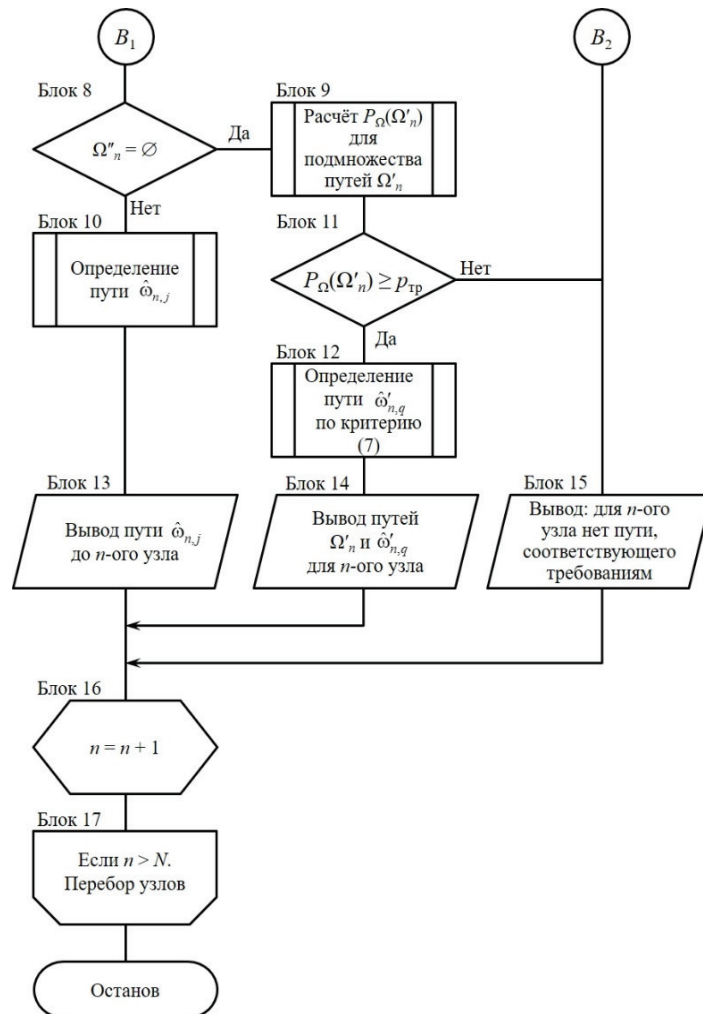 B₁
B₂
Блок 8
Ω″ₙ = ∅
Да
Нет
Блок 9
Расчёт P_Ω(Ω′ₙ)
для
подмножества
путей Ω′ₙ
Блок 10
Определение
пути ω̂ₙ,ⱼ
Блок 11
P_Ω(Ω′ₙ) ≥ p_тр
Нет
Да
Блок 12
Определение
пути ω̂′_{n,q}
по критерию
(7)
Блок 13
Вывод пути ω̂ₙ,ⱼ
до n-ого узла
Блок 14
Вывод путей
Ω′ₙ и ω̂′_{n,q}
для n-ого узла
Блок 15
Вывод: для n-ого
узла нет пути,
соответствующего
требованиям
Блок 16
n = n + 1
Блок 17
Если n > N.
Перебор узлов
Останов